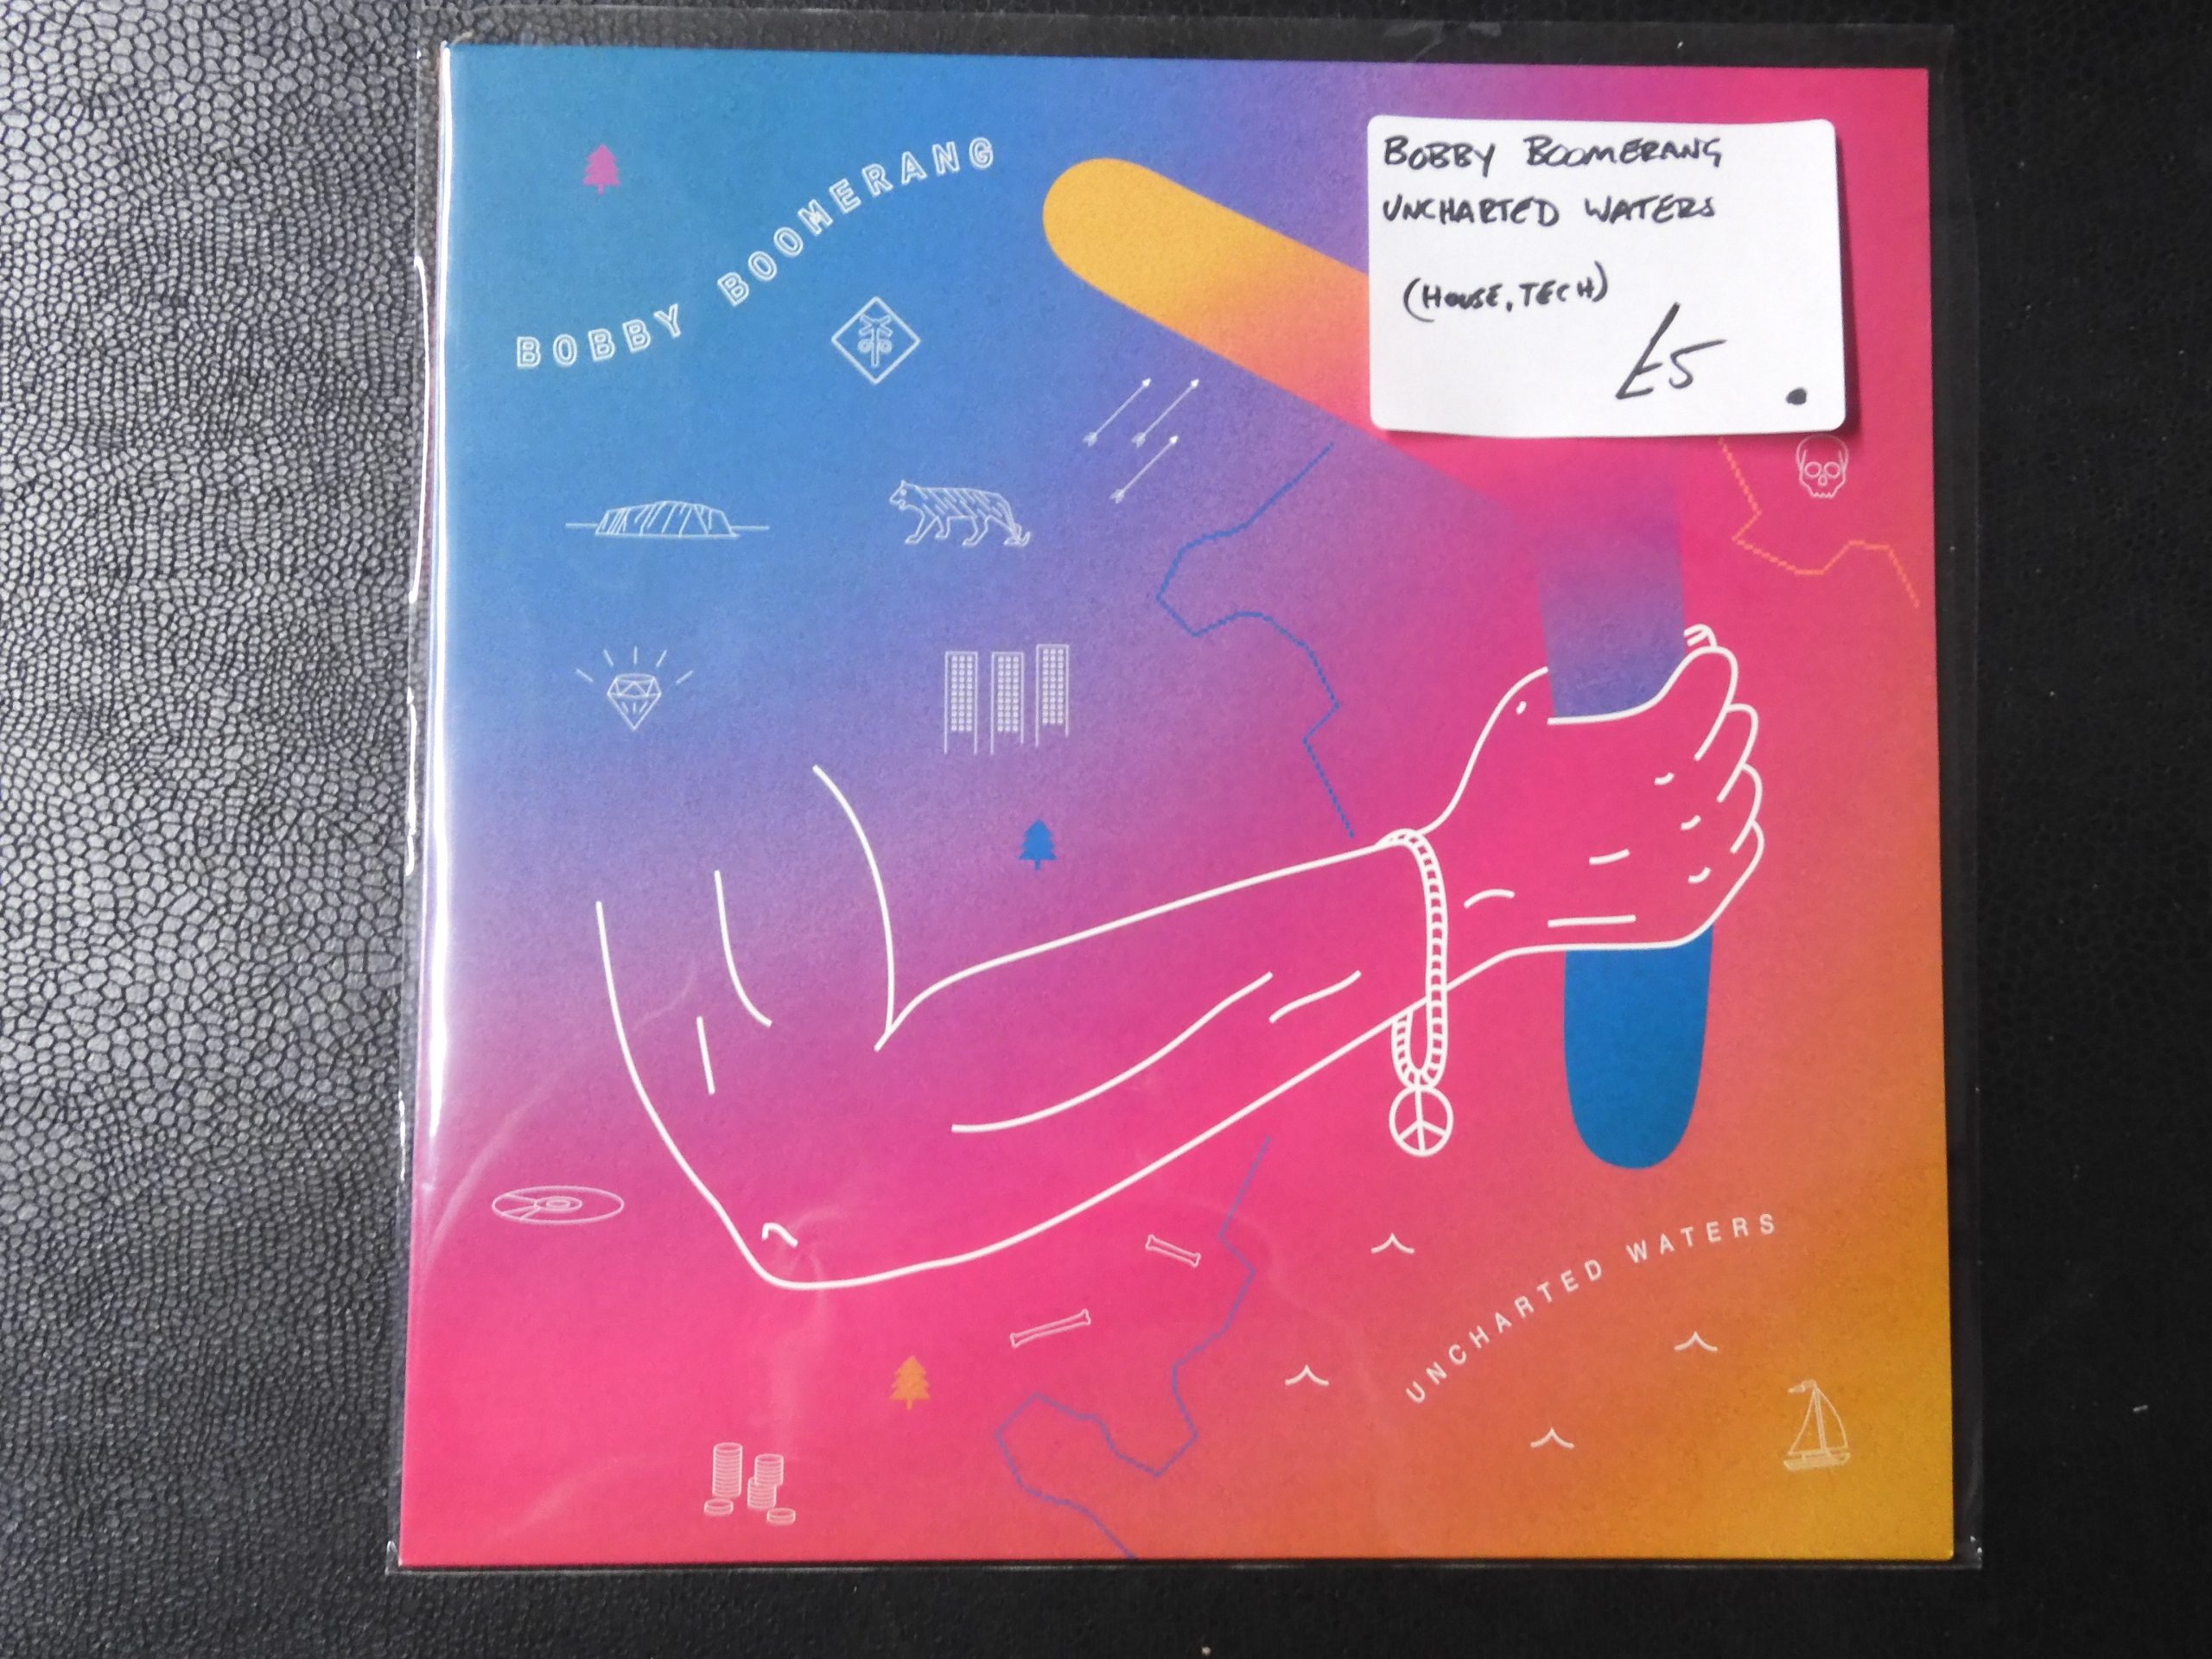 BOBBY BOOMERANG
BOBBY BOOMERANG
UNCHARTED WATERS
(HOUSE, TECH)
£5
UNCHARTED WATERS